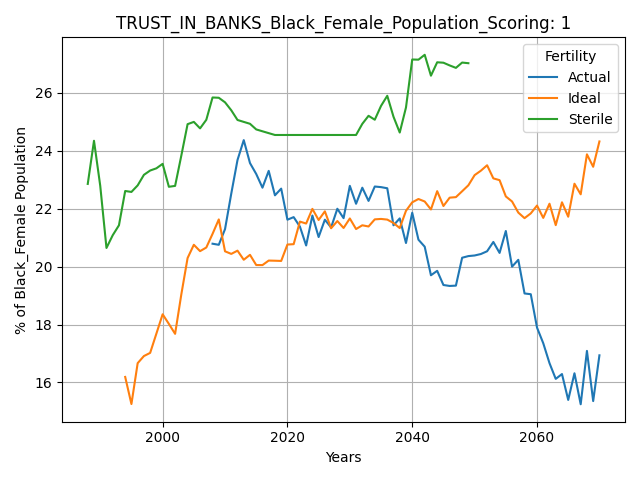 TRUST_IN_BANKS_Black_Female_Population_Scoring: 1
Fertility
Actual
Ideal
Sterile
% of Black_Female Population
26
24
22
20
18
16
2000
2020
2040
2060
Years